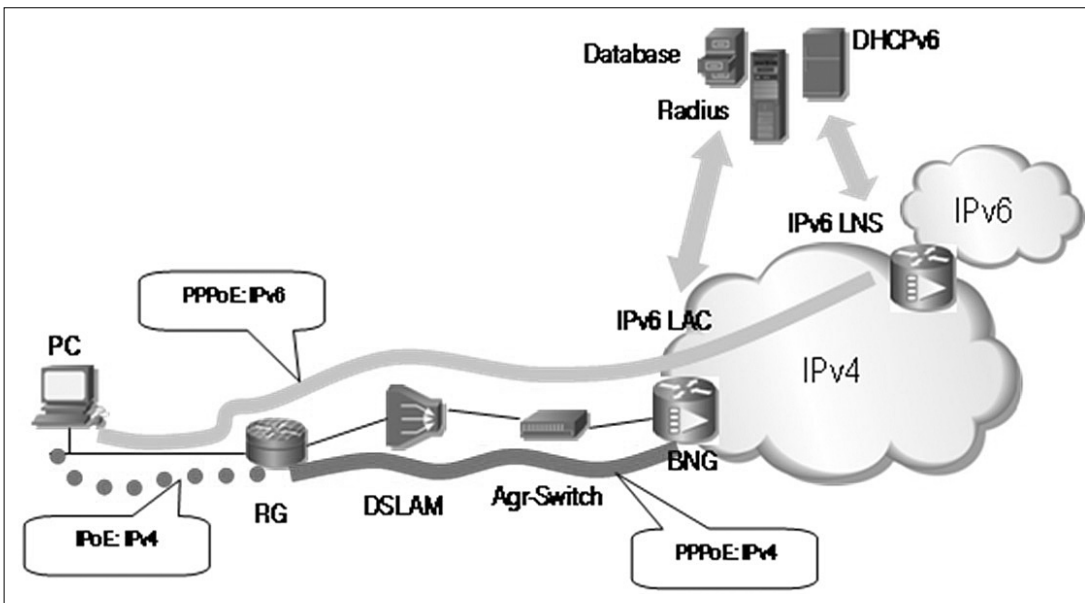 Database
DHCPv6
Radius
IPv6 LNS
IPv6
PPPoE: IPv6
IPv6 LAC
PC
IPv4
BNG
RG
DSLAM
Agr-Switch
IPoE: IPv4
PPPoE: IPv4